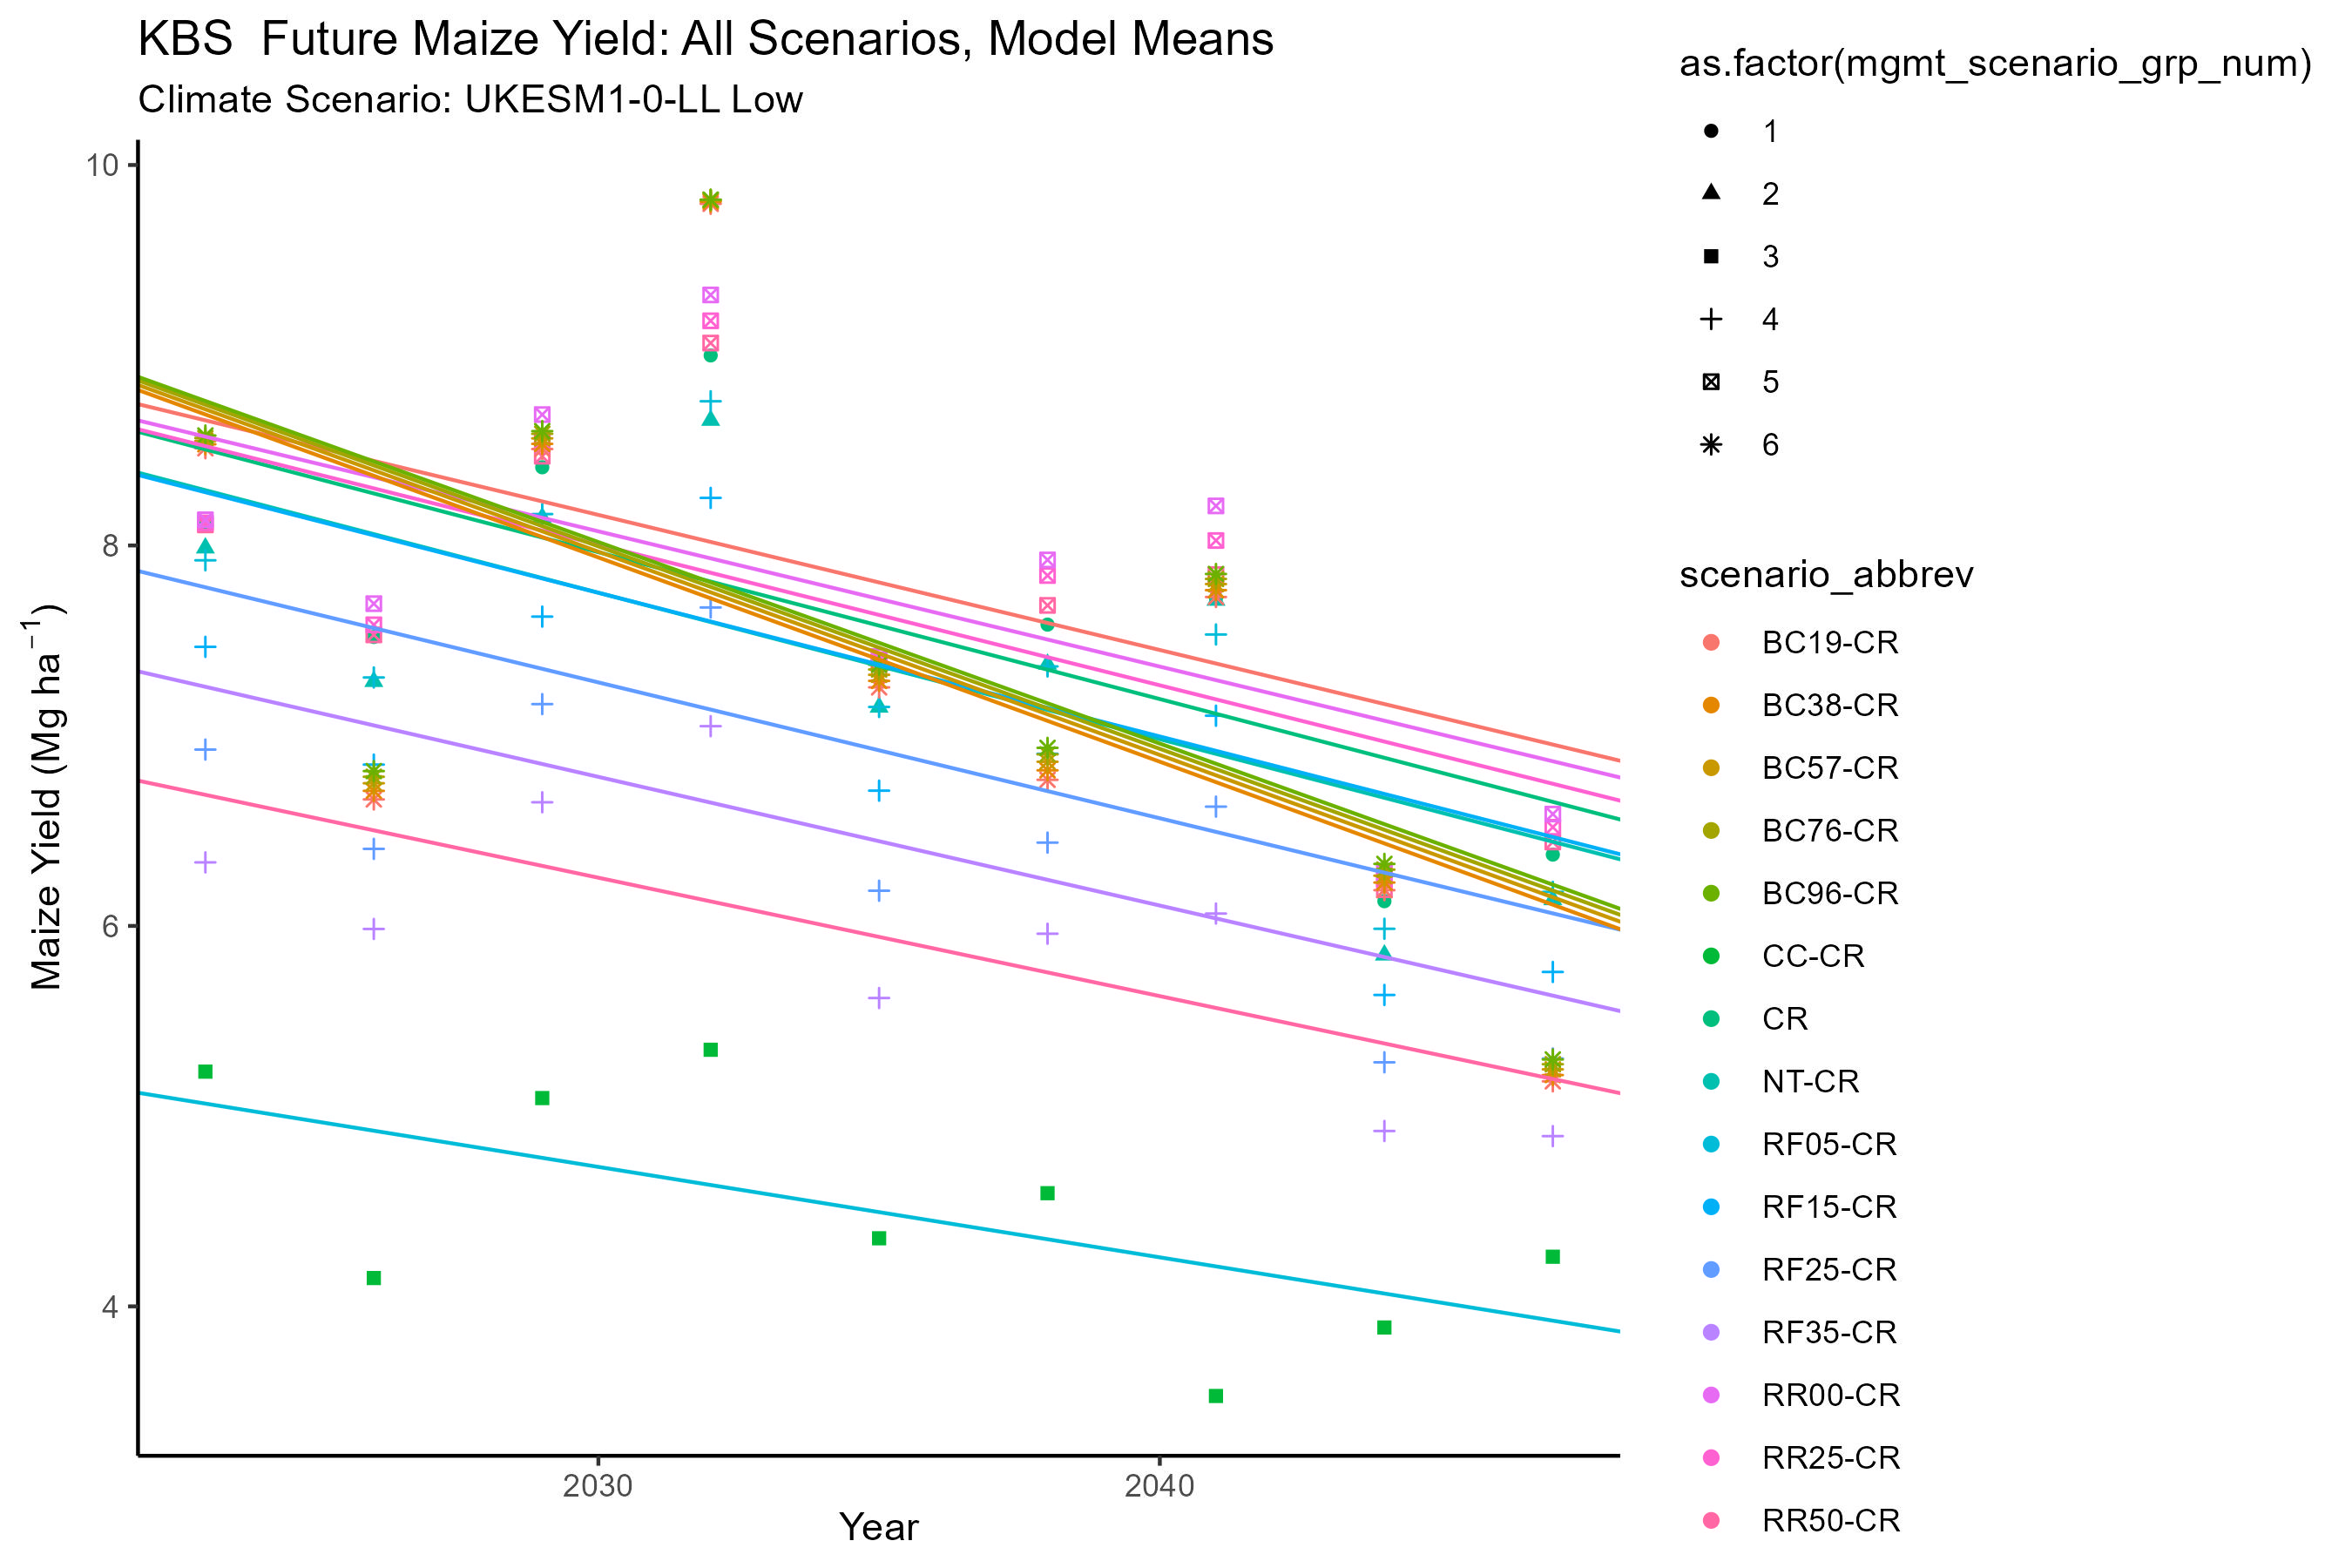 KBS  Future Maize Yield: All Scenarios, Model Means
Climate Scenario: UKESM1-0-LL Low
Maize Yield (Mg ha⁻¹)
10
8
6
4
2030
2040
Year
as.factor(mgmt_scenario_grp_num)
1
2
3
4
5
6
scenario_abbrev
BC19-CR
BC38-CR
BC57-CR
BC76-CR
BC96-CR
CC-CR
CR
NT-CR
RF05-CR
RF15-CR
RF25-CR
RF35-CR
RR00-CR
RR25-CR
RR50-CR